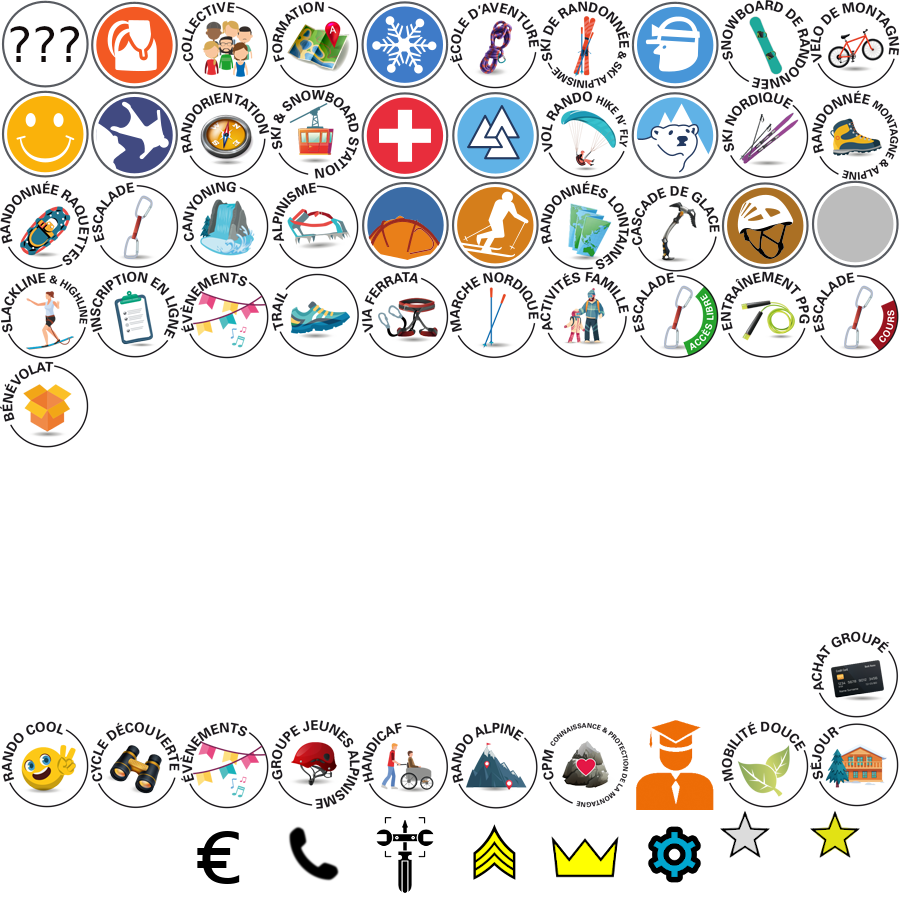 ???
COLLECTIVE
FORMATION
A
ÉCOLE D'AVENTURE
SKI DE RANDONNÉE & SKI ALPINISME
SNOWBOARD DE RANDONNÉE
VÉLO DE MONTAGNE
RANDORIENTATION
SKI & SNOWBOARD STATION
VOL RANDO HIKE N' FLY
SKI NORDIQUE
RANDONNÉE MONTAGNE & ALPINE
RANDONNÉE RAQUETTES
ESCALADE
CANYONING
ALPINISME
RANDONNÉES LOINTAINES
CASCADE DE GLACE
SLACKLINE & HIGHLINE
INSCRIPTION EN LIGNE
ÉVÉNEMENTS
TRAIL
VIA FERRATA
MARCHE NORDIQUE
ACTIVITÉS FAMILLE
ESCALADE ACCÈS LIBRE
ENTRAÎNEMENT PPG
ESCALADE COURS
BÉNÉVOLAT
ACHAT GROUPÉ
RANDO COOL
CYCLE DÉCOUVERTE
ÉVÉNEMENTS
GROUPE JEUNES ALPINISME
HANDICAF
RANDO ALPINE
CPM CONNAISSANCE & PROTECTION DE LA MONTAGNE
MOBILITÉ DOUCE
SÉJOUR
€